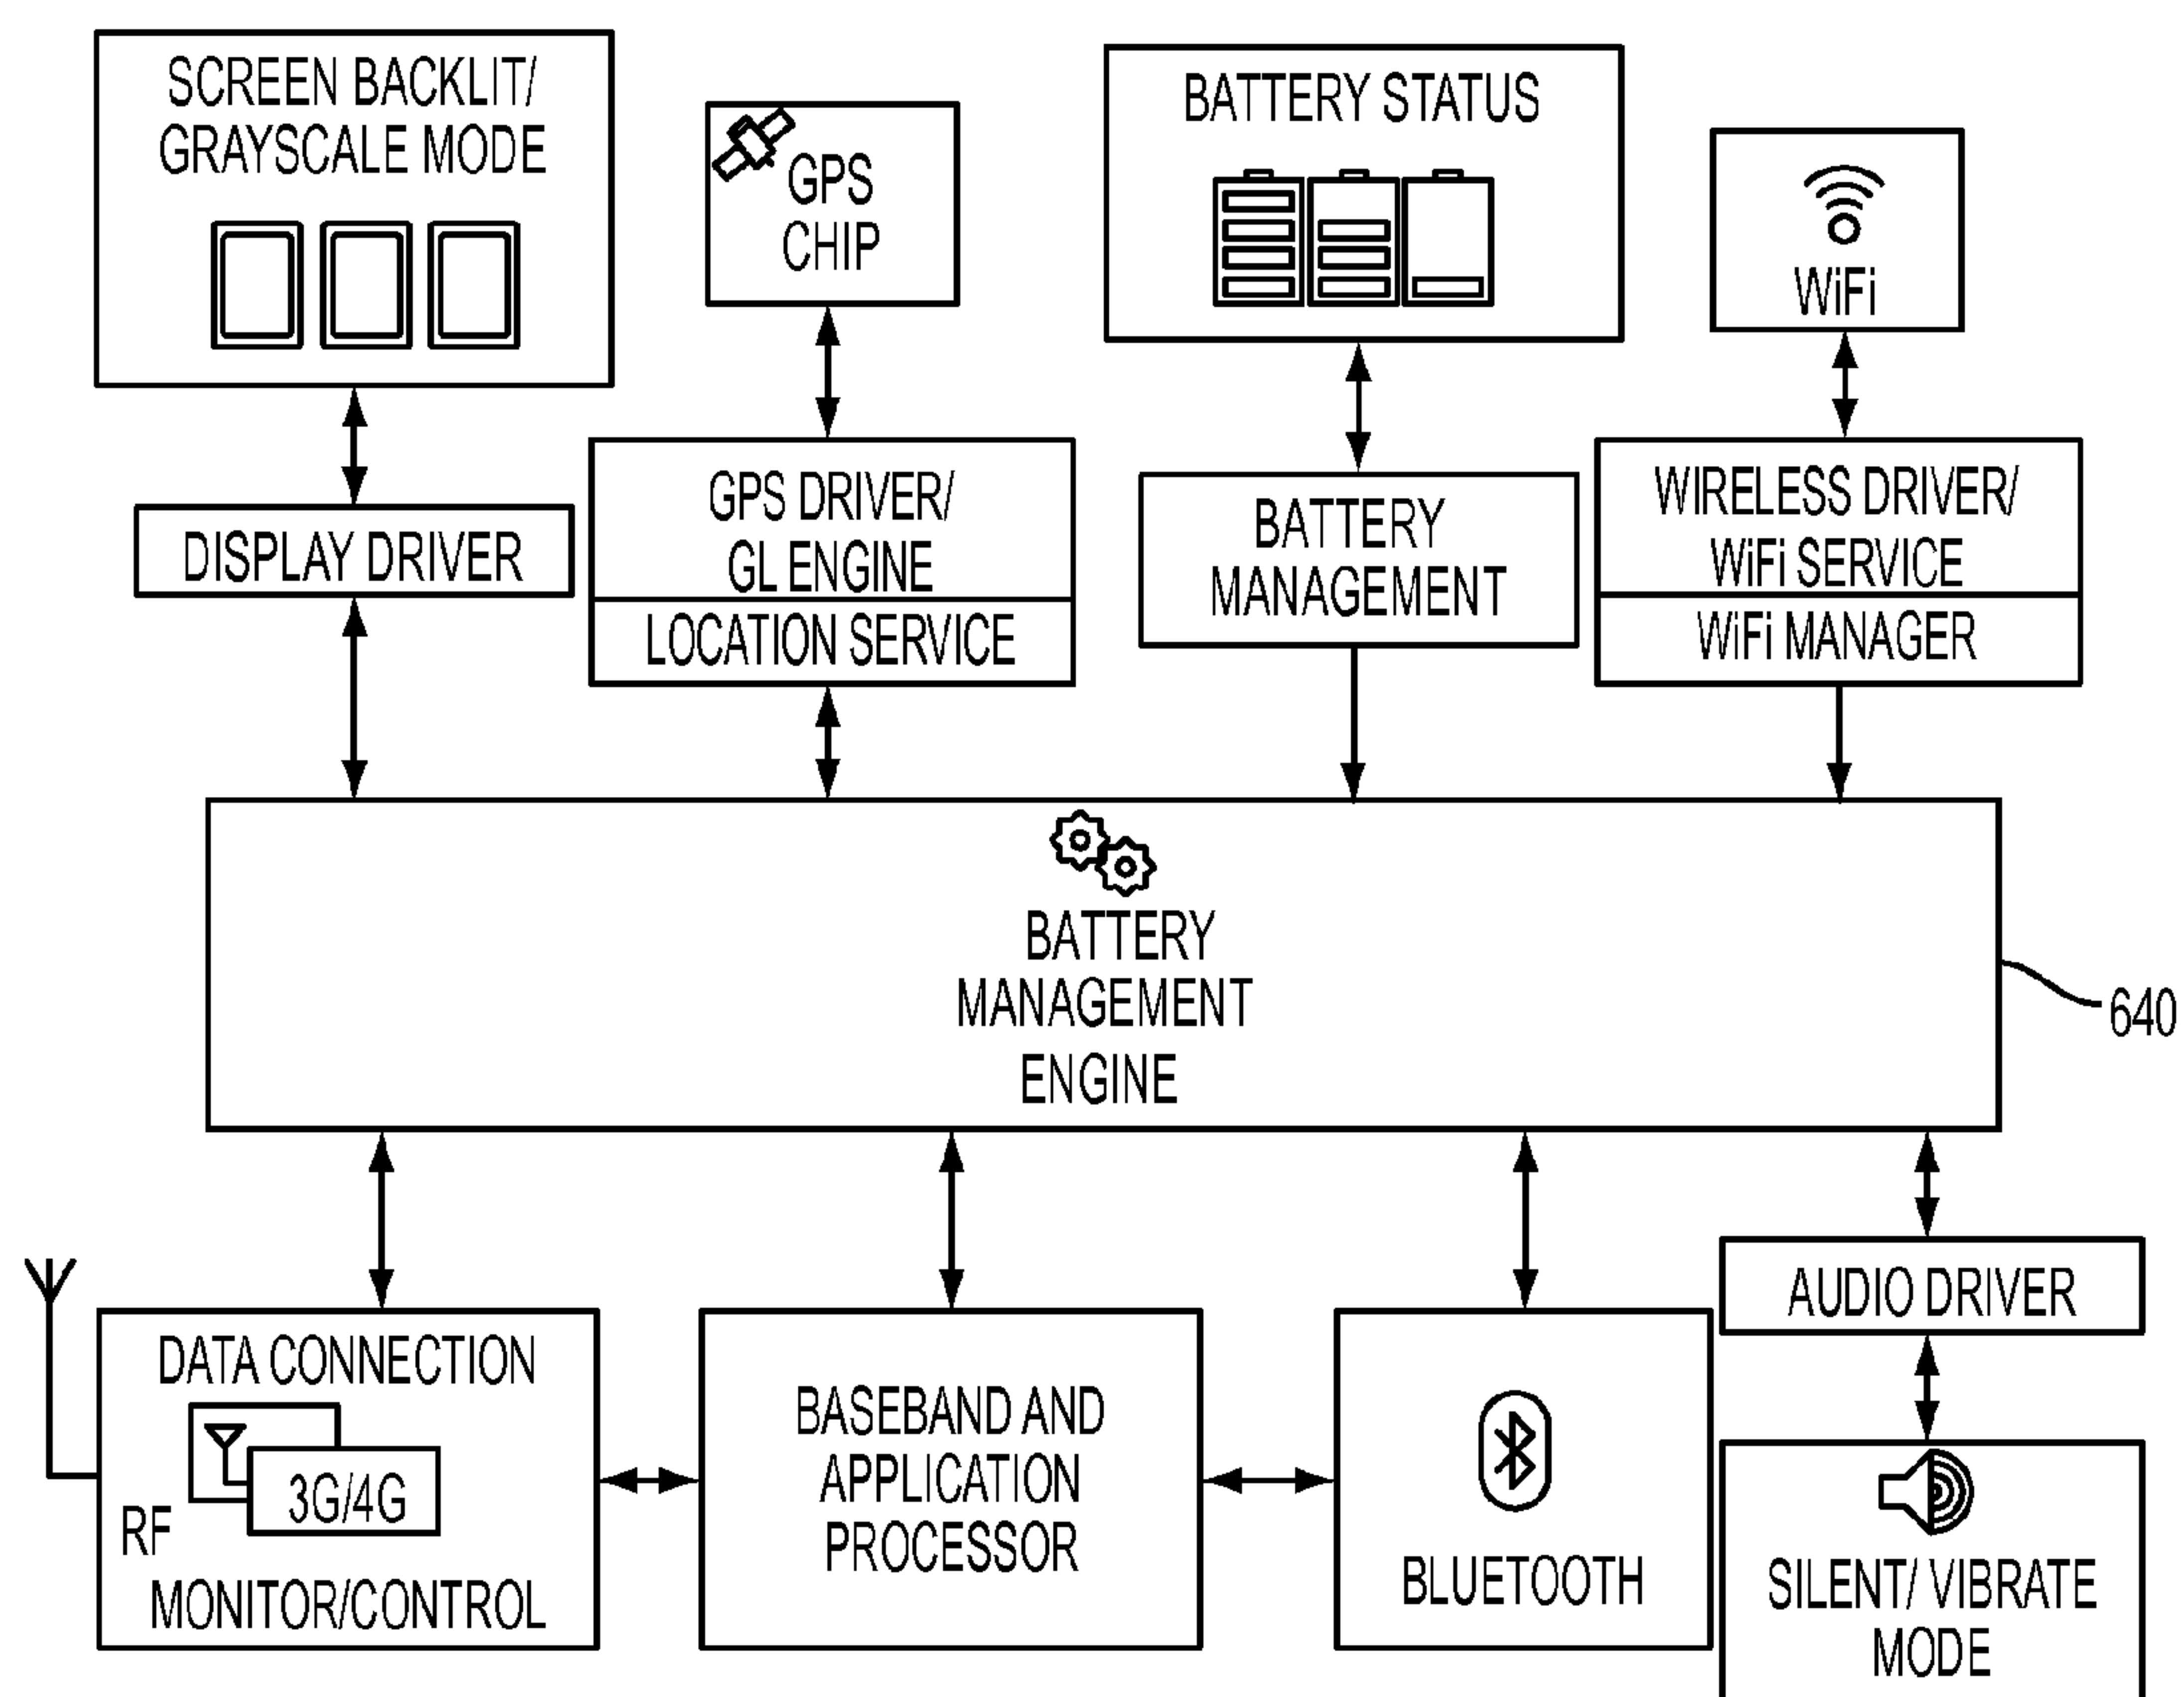 SCREEN BACKLIT/
GRAYSCALE MODE
GPS
CHIP
BATTERY STATUS
WiFi
DISPLAY DRIVER
GPS DRIVER/
GL ENGINE
LOCATION SERVICE
BATTERY
MANAGEMENT
WIRELESS DRIVER/
WiFi SERVICE
WiFi MANAGER
BATTERY
MANAGEMENT
ENGINE
640
DATA CONNECTION
3G/4G
RF
MONITOR/CONTROL
BASEBAND AND
APPLICATION
PROCESSOR
BLUETOOTH
AUDIO DRIVER
SILENT/ VIBRATE
MODE